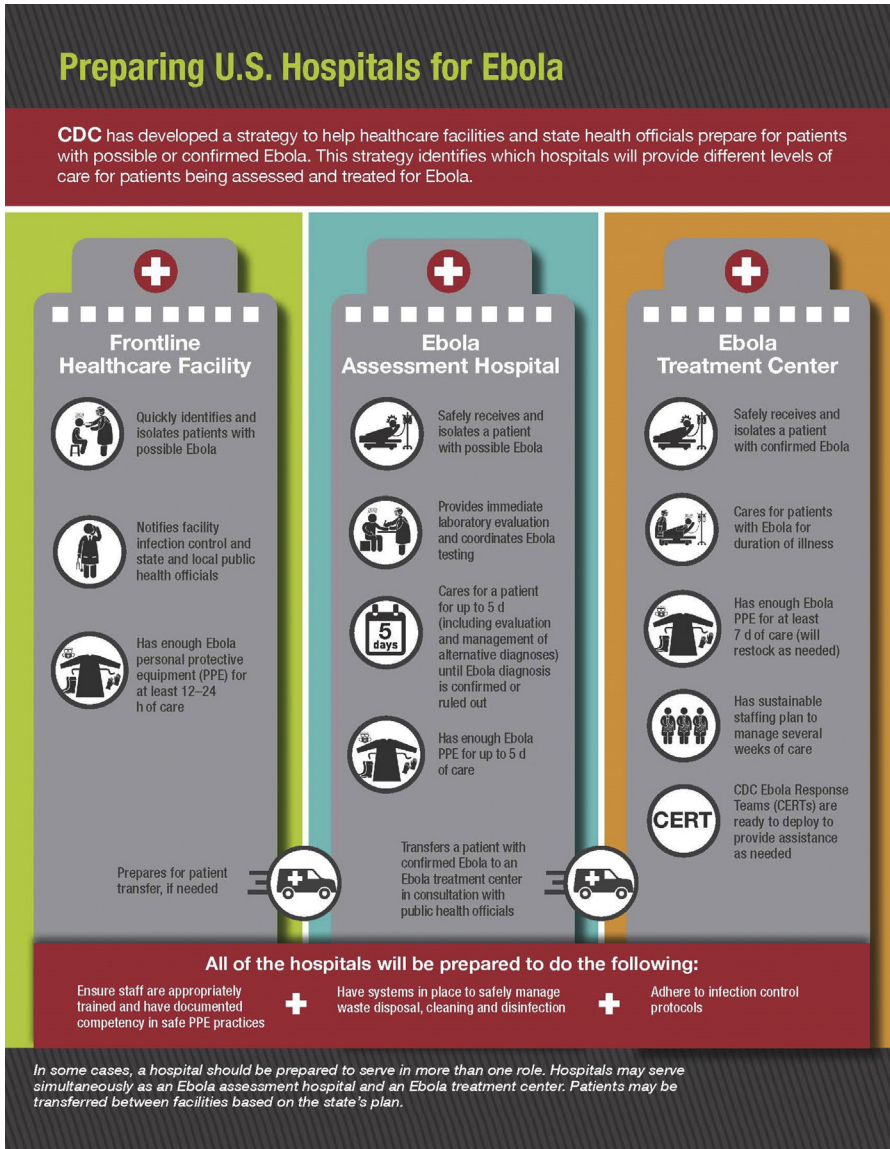 Preparing U.S. Hospitals for Ebola
CDC has developed a strategy to help healthcare facilities and state health officials prepare for patients
with possible or confirmed Ebola. This strategy identifies which hospitals will provide different levels of
care for patients being assessed and treated for Ebola.
Frontline
Healthcare Facility
Quickly identifies and
isolates patients with
possible Ebola
Notifies facility
infection control and
state and local public
health officials
Has enough Ebola
personal protective
equipment (PPE) for
at least 12–24
h of care
Prepares for patient
transfer, if needed
Ebola
Assessment Hospital
Safely receives and
isolates a patient
with possible Ebola
Provides immediate
laboratory evaluation
and coordinates Ebola
testing
5
days
Cares for a patient
for up to 5 d
(including evaluation
and management of
alternative diagnoses)
until Ebola diagnosis
is confirmed or
ruled out
Has enough Ebola
PPE for up to 5 d
of care
Transfers a patient with
confirmed Ebola to an
Ebola treatment center
in consultation with
public health officials
Ebola
Treatment Center
Safely receives and
isolates a patient
with confirmed Ebola
Cares for patients
with Ebola for
duration of illness
Has enough Ebola
PPE for at least
7 d of care (will
restock as needed)
Has sustainable
staffing plan to
manage several
weeks of care
CERT
CDC Ebola Response
Teams (CERTs) are
ready to deploy to
provide assistance
as needed
All of the hospitals will be prepared to do the following:
Ensure staff are appropriately
trained and have documented
competency in safe PPE practices
Have systems in place to safely manage
waste disposal, cleaning and disinfection
Adhere to infection control
protocols
In some cases, a hospital should be prepared to serve in more than one role. Hospitals may serve
simultaneously as an Ebola assessment hospital and an Ebola treatment center. Patients may be
transferred between facilities based on the state's plan.